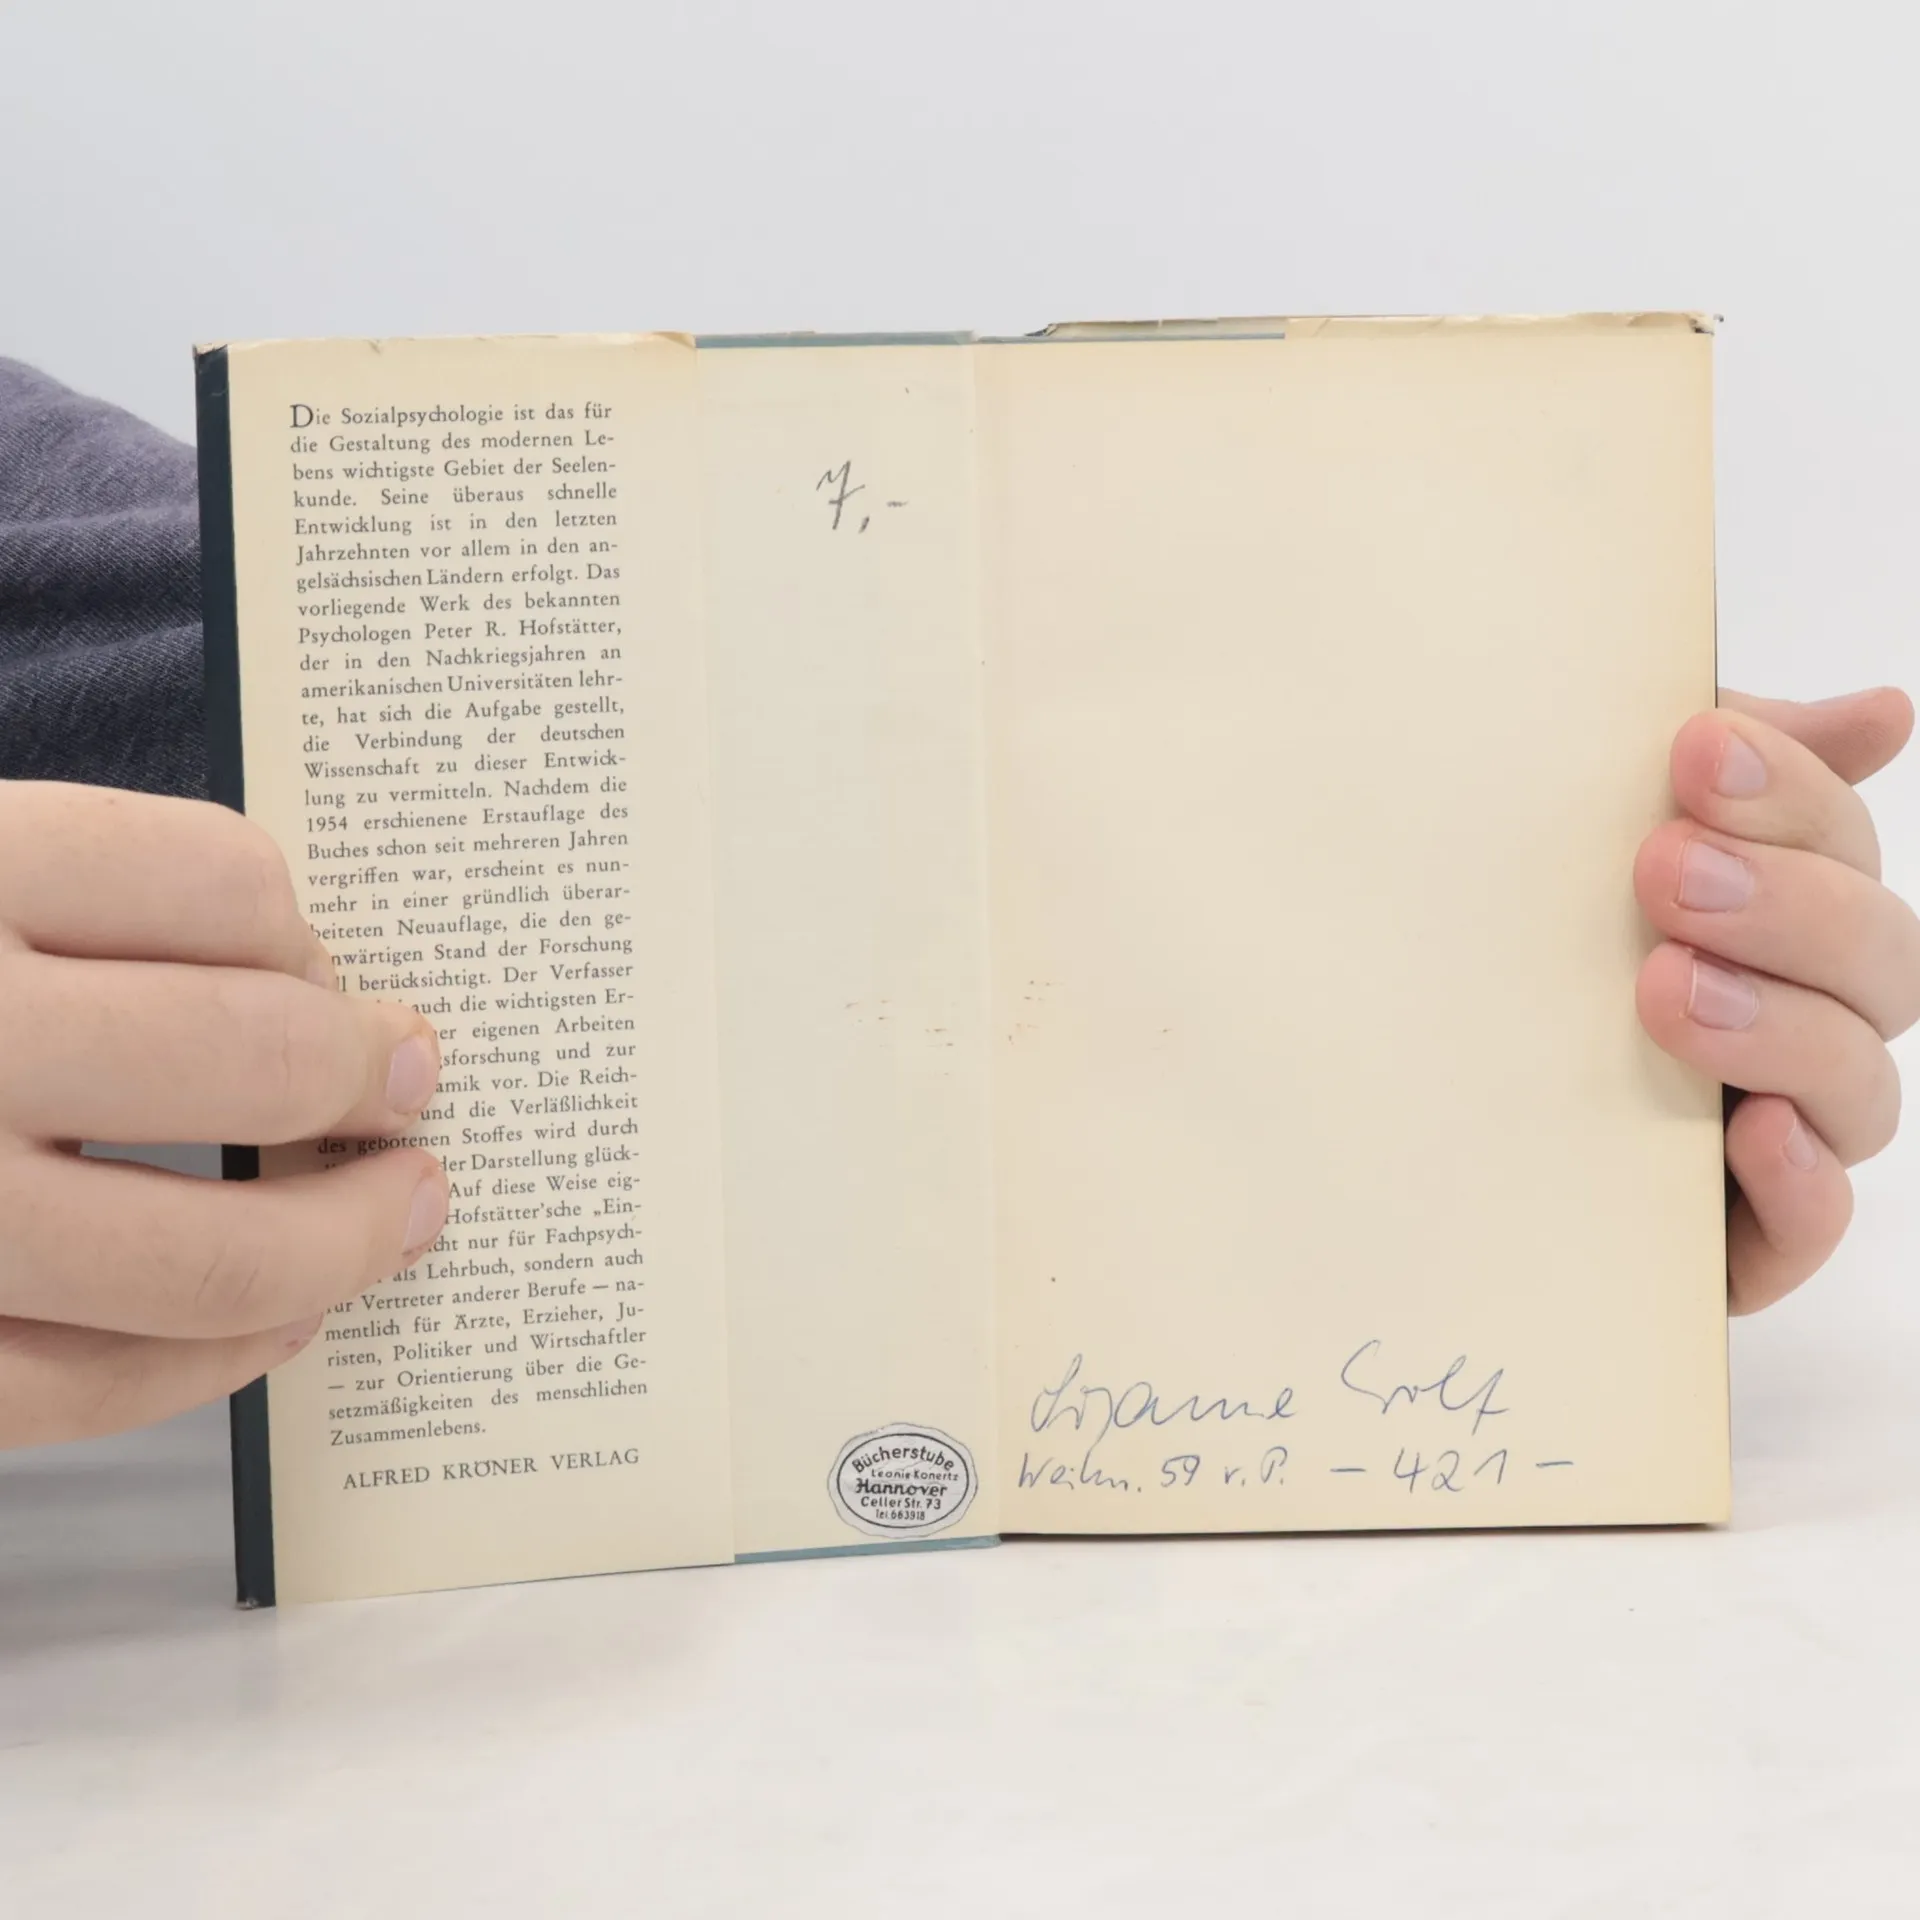 Die Sozialpsychologie ist das für
die Gestaltung des modernen Le-
bens wichtigste Gebiet der Seelen-
kunde. Seine überaus schnelle
Entwicklung ist in den letzten
Jahrzehnten vor allem in den an-
gelsächsischen Ländern erfolgt. Das
vorliegende Werk des bekannten
Psychologen Peter R. Hofstätter,
der in den Nachkriegsjahren an
amerikanischen Universitäten lehr-
te, hat sich die Aufgabe gestellt,
die Verbindung der deutschen
Wissenschaft zu dieser Entwick-
lung zu vermitteln. Nachdem die
1954 erschienene Erstauflage des
Buches schon seit mehreren Jahren
vergriffen war, erscheint es nun-
mehr in einer gründlich überar-
beiteten Neuauflage, die den ge-
nwärtigen Stand der Forschung
berücksichtigt. Der Verfasser
auch die wichtigsten Er-
eigenen Arbeiten
gsforschung und zur
amik vor. Die Reich-
und die Verläßlichkeit
des gebotenen Stoffes wird durch
der Darstellung glück-
Auf diese Weise eig-
Hofstätter'sche „Ein-
cht nur für Fachpsych-
als Lehrbuch, sondern auch
für Vertreter anderer Berufe — na-
mentlich für Ärzte, Erzieher, Ju-
risten, Politiker und Wirtschaftler
— zur Orientierung über die Ge-
setzmäßigkeiten des menschlichen
Zusammenlebens.
ALFRED KRÖNER VERLAG
7,-
Bücherstube
Leonie Konertz
Hannover
Celler Str. 73
Tel. 663918
Weihn. 59 v. P. — 421 —